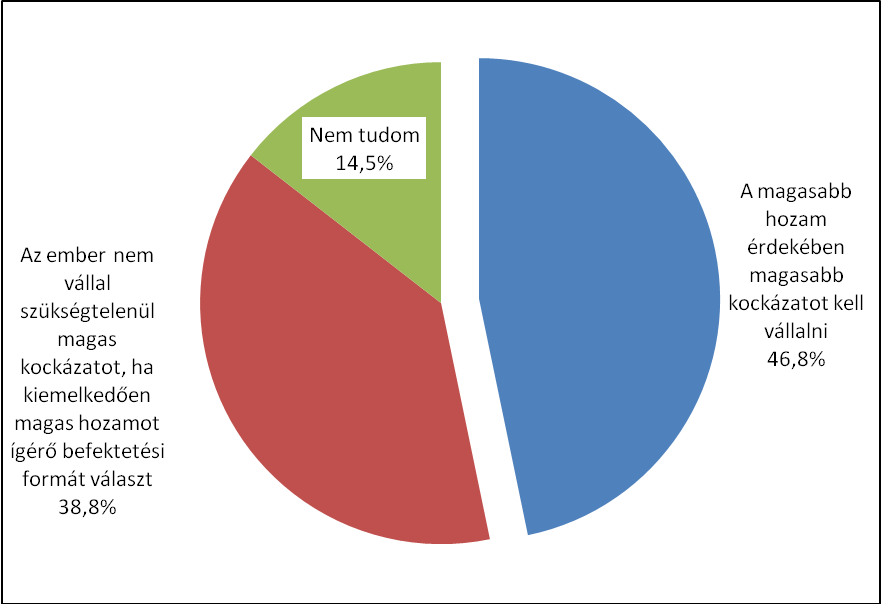 Nem tudom
14,5%
A magasabb
hozam
érdekében
magasabb
kockázatot kell
vállalni
46,8%
Az ember nem
vállal
szükségtelenül
magas
kockázatot, ha
kiemelkedően
magas hozamot
ígérő befektetési
formát választ
38,8%